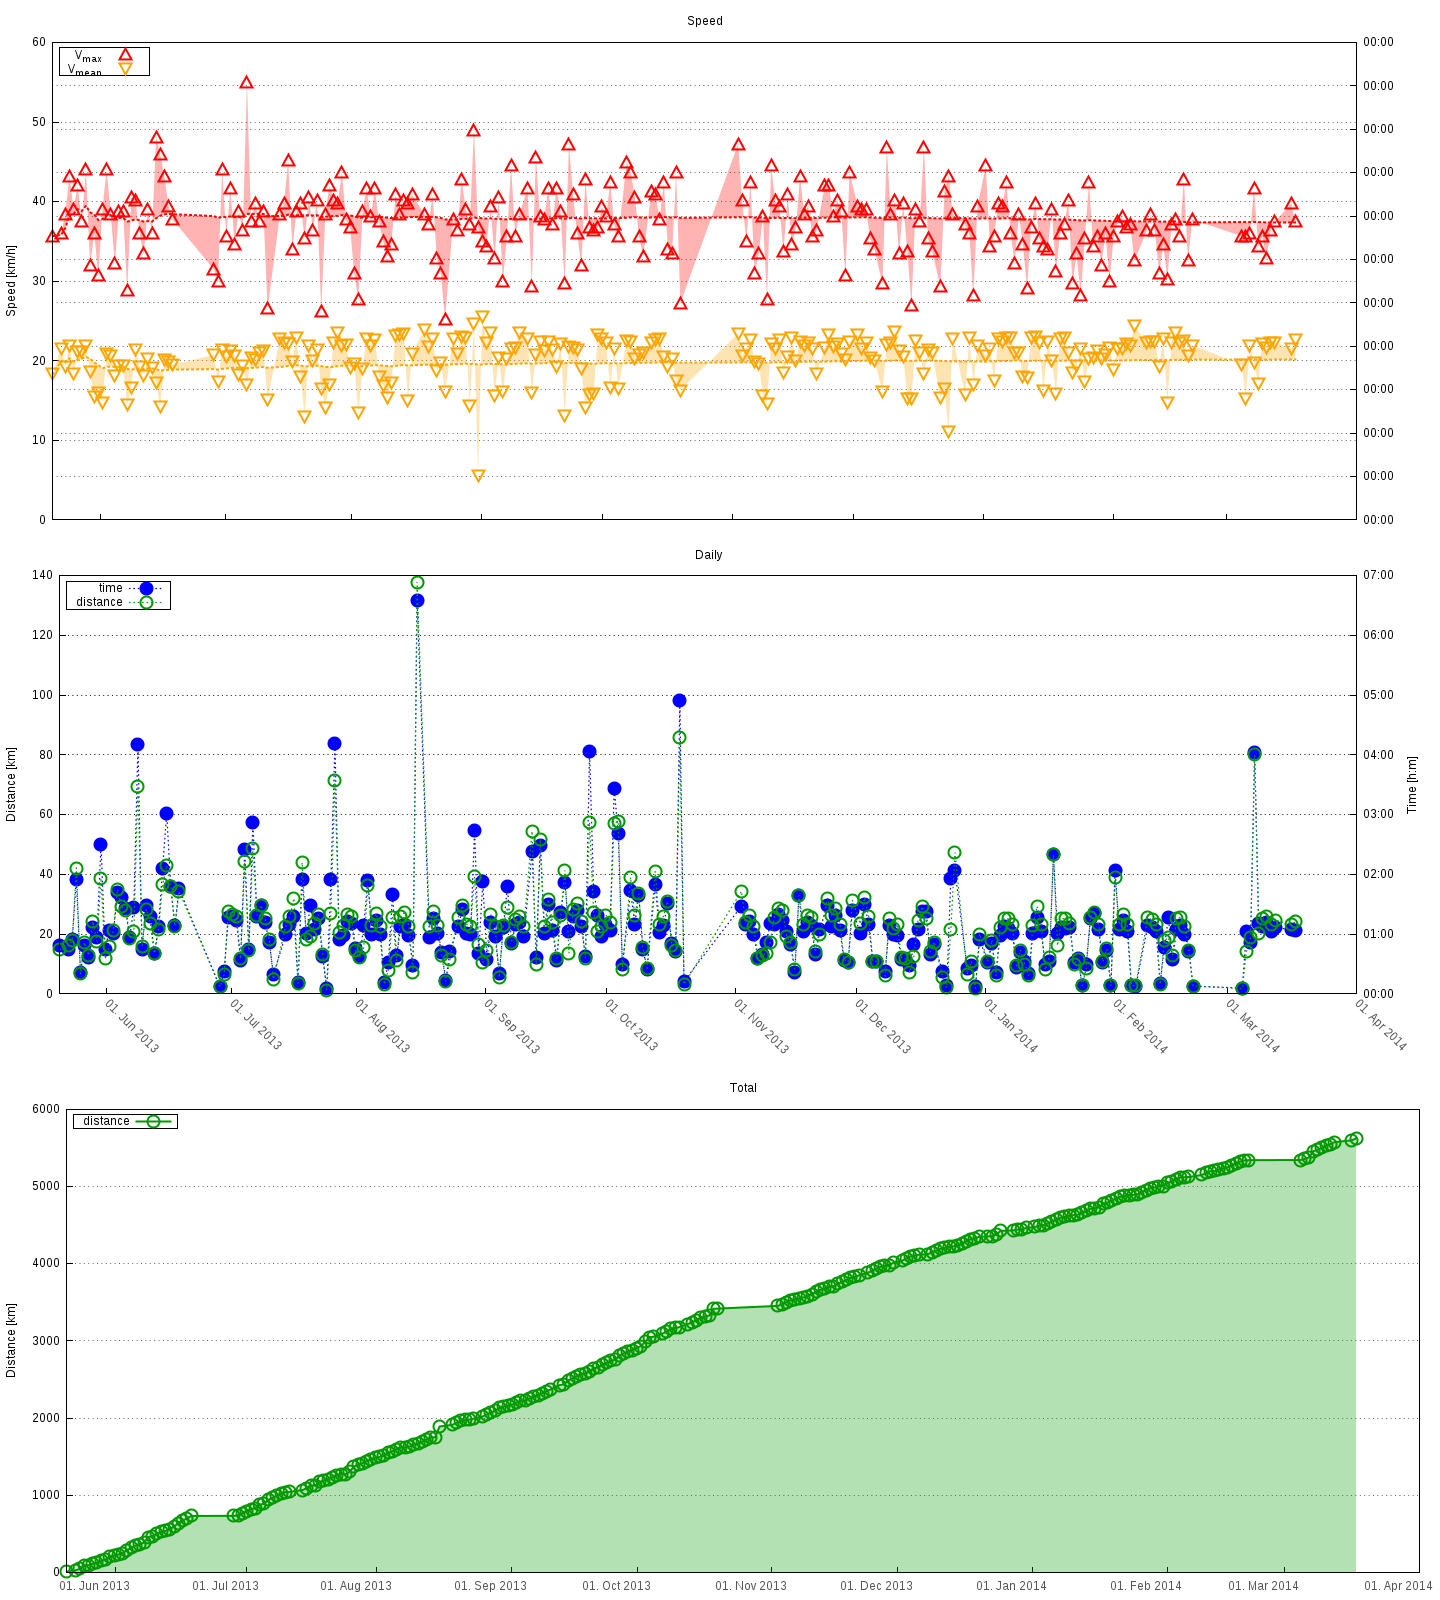 Speed
60
50
40
30
20
10
0
Speed [km/h]
Vmax
Vmean
00:00
00:00
00:00
00:00
00:00
00:00
00:00
00:00
00:00
00:00
00:00
00:00
Daily
140
120
100
80
60
40
20
0
Distance [km]
time
distance
07:00
06:00
05:00
04:00
03:00
02:00
01:00
00:00
Time [h:m]
01. Jun 2013
01. Jul 2013
01. Aug 2013
01. Sep 2013
01. Oct 2013
01. Nov 2013
01. Dec 2013
01. Jan 2014
01. Feb 2014
01. Mar 2014
01. Apr 2014
Total
6000
5000
4000
3000
2000
1000
0
Distance [km]
distance
01. Jun 2013
01. Jul 2013
01. Aug 2013
01. Sep 2013
01. Oct 2013
01. Nov 2013
01. Dec 2013
01. Jan 2014
01. Feb 2014
01. Mar 2014
01. Apr 2014